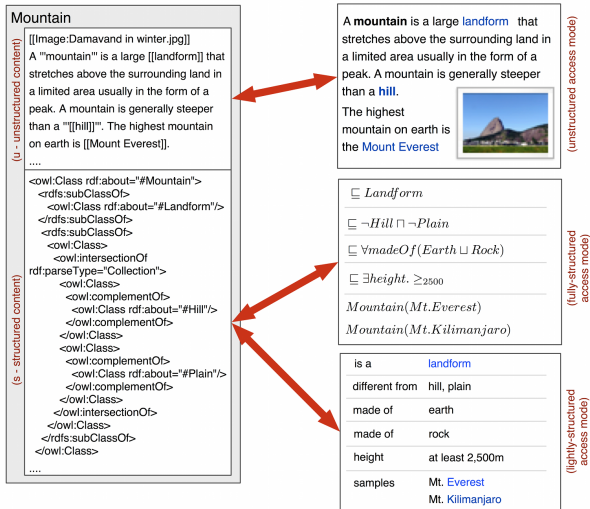 Mountain
(u - unstructured content)
[[Image:Damavand in winter.jpg]]
A '''mountain''' is a large [[landform]] that
stretches above the surrounding land in
a limited area usually in the form of a
peak. A mountain is generally steeper
than a '''[[hill]]'''. The highest mountain
on earth is [[Mount Everest]].
....
(s - structured content)
<owl:Class rdf:about="#Mountain">
<rdfs:subClassOf>
<owl:Class rdf:about="#Landform"/>
</rdfs:subClassOf>
<rdfs:subClassOf>
<owl:Class>
<owl:intersectionOf
rdf:parseType="Collection">
<owl:Class>
<owl:complementOf>
<owl:Class rdf:about="#Hill"/>
</owl:complementOf>
</owl:Class>
<owl:Class>
<owl:complementOf>
<owl:Class rdf:about="#Plain"/>
</owl:complementOf>
</owl:Class>
</owl:intersectionOf>
</owl:Class>
</rdfs:subClassOf>
</owl:Class>
....
A mountain is a large landform that
stretches above the surrounding land in
a limited area usually in the form of a
peak. A mountain is generally steeper
than a hill.
The highest
mountain on earth is
the Mount Everest
(unstructured access mode)
⊑ Landform
⊑ ¬Hill ⊓ ¬Plain
⊑ ∀madeOf(Earth ⊔ Rock)
⊑ ∃height. ≥2500
Mountain(Mt.Everest)
Mountain(Mt.Kilimanjaro)
(fully-structured
access mode)
is a landform
different from hill, plain
made of earth
made of rock
height at least 2,500m
samples Mt. Everest
Mt. Kilimanjaro
(lightly-structured
access mode)